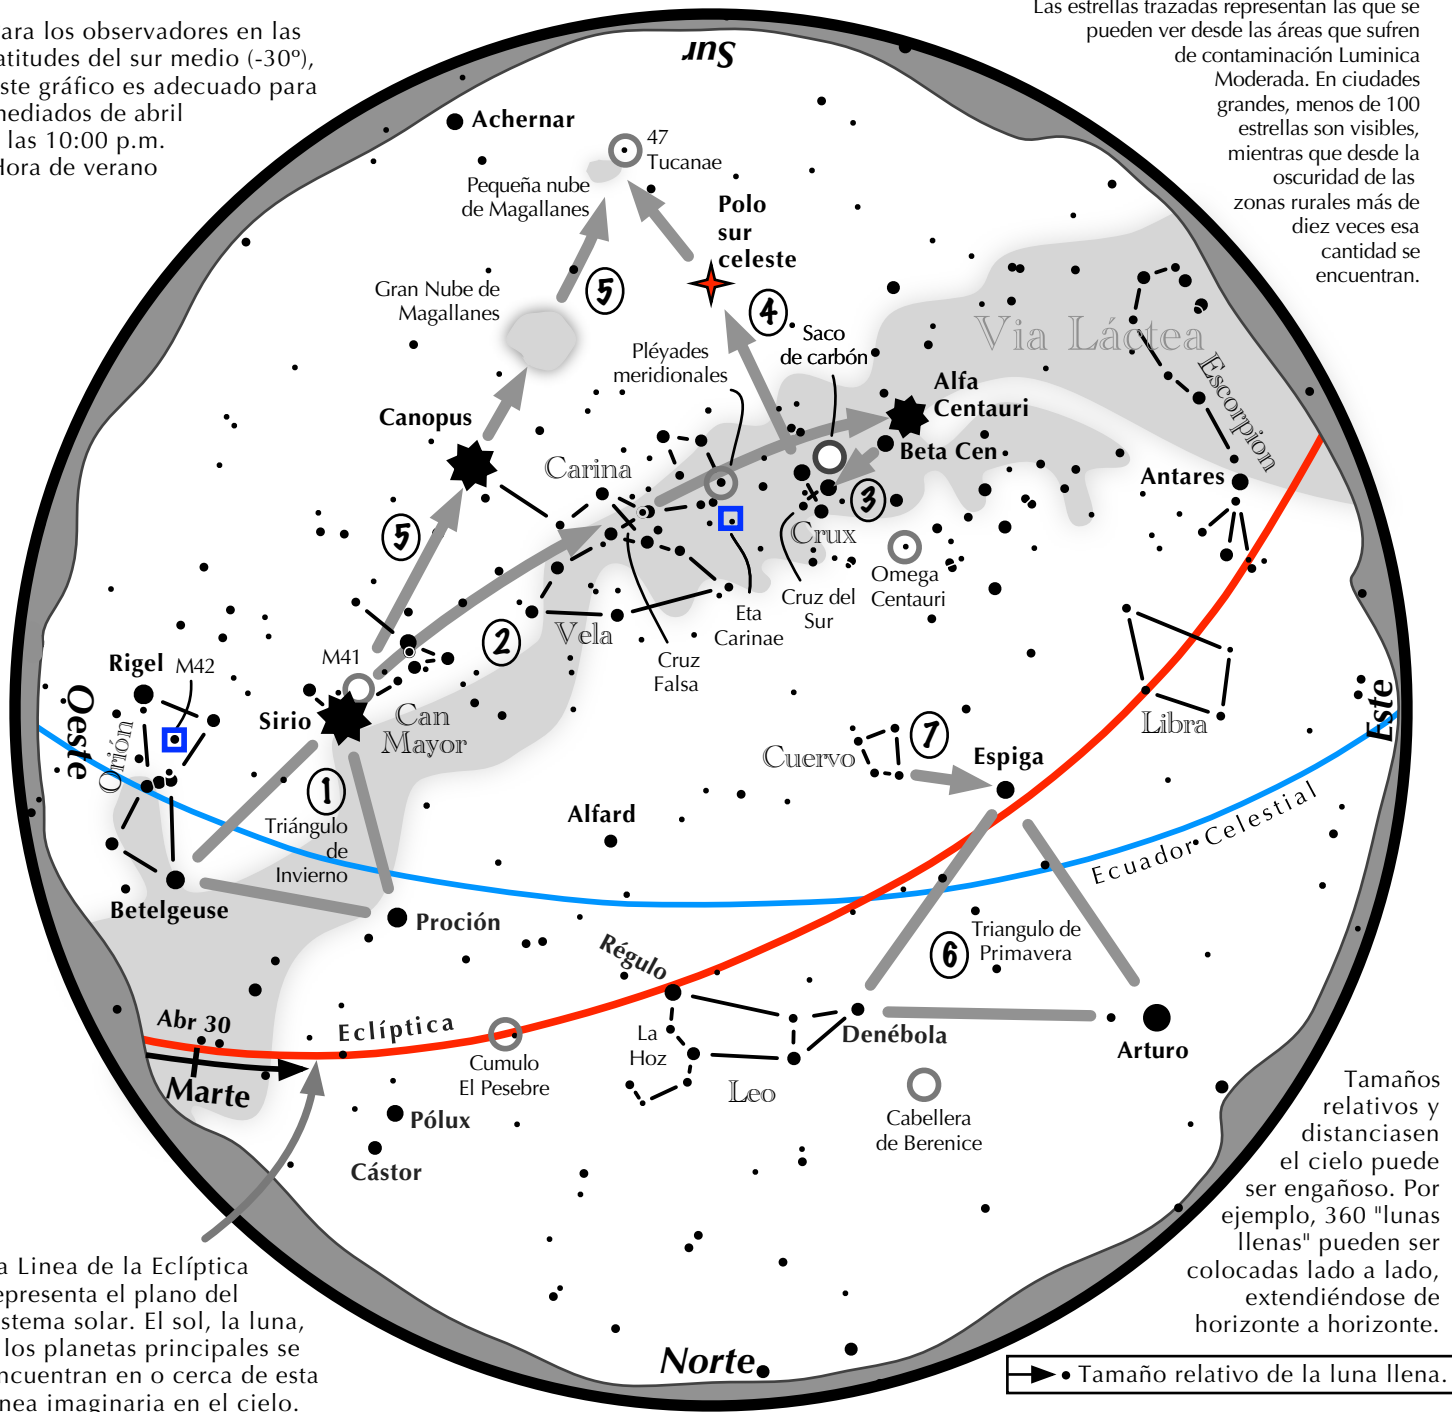 ara los observadores en las
atitudes del sur medio (-30º),
ste gráfico es adecuado para
mediados de abril
las 10:00 p.m.
Hora de verano
Las estrellas trazadas representan las que se
pueden ver desde las áreas que sufren
de contaminación Luminica
Moderada. En ciudades
grandes, menos de 100
estrellas son visibles,
mientras que desde la
oscuridad de las
zonas rurales más de
diez veces esa
cantidad se
encuentran.
Sur
Achernar
47
Tucanae
Pequeña nube
de Magallanes
Polo
sur
celeste
Gran Nube de
Magallanes
5
4
Saco
de carbón
Pléyades
meridionales
Via Láctea
Escorpion
Alfa
Centauri
Canopus
Beta Cen
Carina
Antares
3
Crux
5
Omega
Centauri
Cruz del
Sur
Eta
Carinae
2
Vela
Cruz
Falsa
M41
Rigel
M42
Oeste
Orión
Sirio
Can
Mayor
Libra
Este
Cuervo
7
Espiga
1
Triángulo
de
Invierno
Alfard
Ecuador Celestial
Betelgeuse
Proción
Régulo
6
Triangulo de
Primavera
Abr 30
Eclíptica
La
Hoz
Denébola
Arturo
Marte
Cumulo
El Pesebre
Leo
Cabellera
de Berenice
Pólux
Cástor
Tamaños
relativos y
distanciasen
el cielo puede
ser engañoso. Por
ejemplo, 360 "lunas
llenas" pueden ser
colocadas lado a lado,
extendiéndose de
horizonte a horizonte.
a Linea de la Eclíptica
epresenta el plano del
stema solar. El sol, la luna,
los planetas principales se
ncuentran en o cerca de esta
nea imaginaria en el cielo.
Norte
Tamaño relativo de la luna llena.